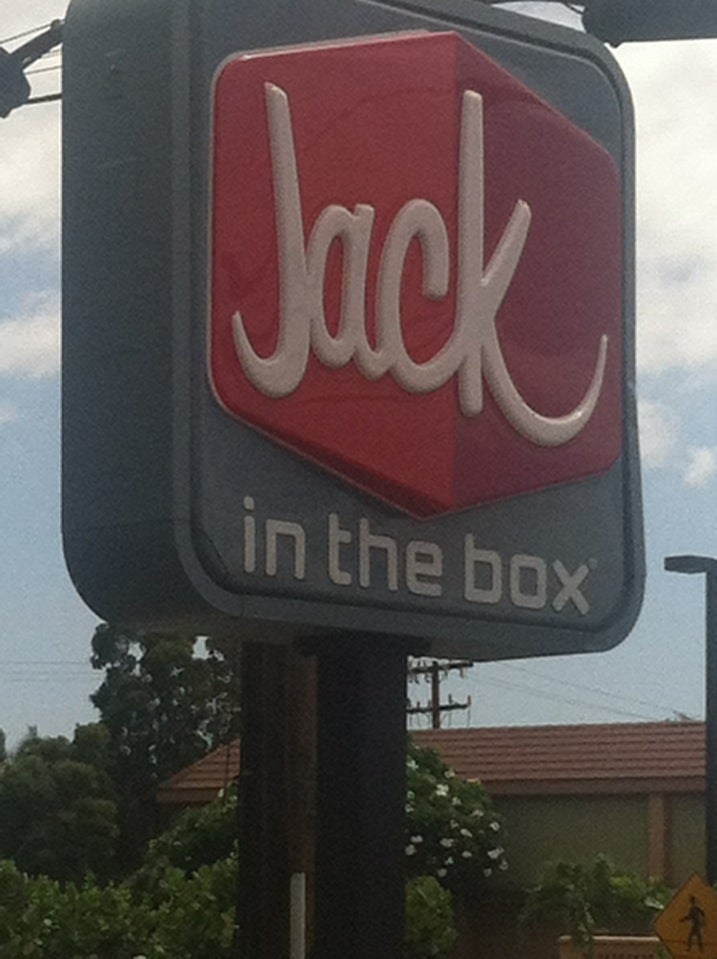 Jack
in the box